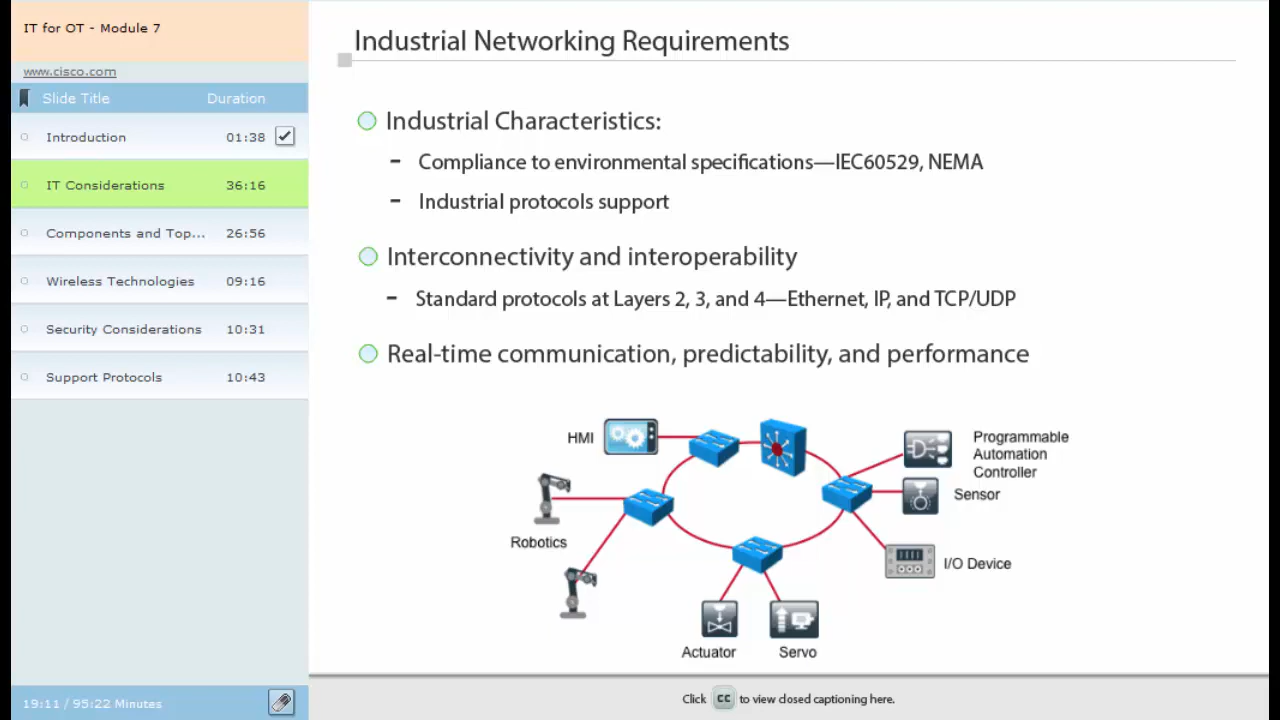 IT for OT - Module 7
www.cisco.com
Slide Title Duration
Introduction 01:38
IT Considerations 36:16
Components and Top... 26:56
Wireless Technologies 09:16
Security Considerations 10:31
Support Protocols 10:43
19:11 / 95:22 Minutes
Industrial Networking Requirements
Industrial Characteristics:
– Compliance to environmental specifications—IEC60529, NEMA
– Industrial protocols support
Interconnectivity and interoperability
– Standard protocols at Layers 2, 3, and 4—Ethernet, IP, and TCP/UDP
Real-time communication, predictability, and performance
HMI
Programmable
Automation
Controller
Sensor
Robotics
I/O Device
Actuator
Servo
Click CC to view closed captioning here.